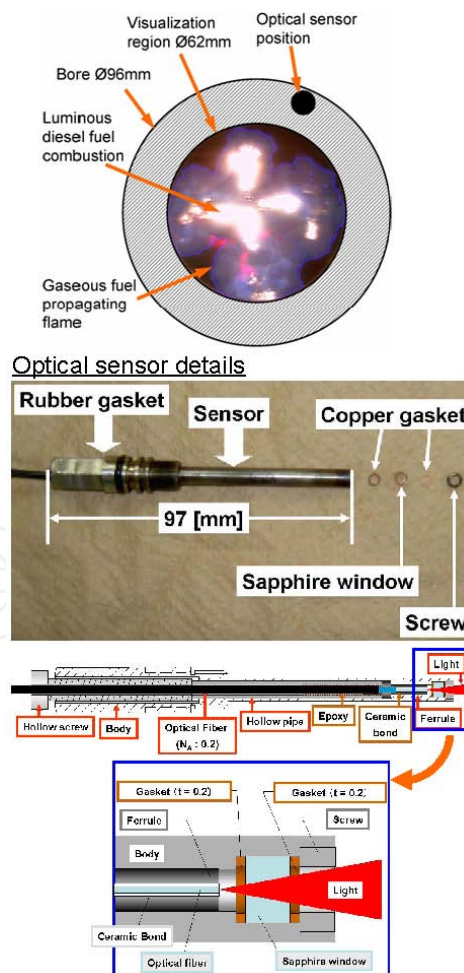 Visualization
region Ø62mm
Optical sensor
position
Bore Ø96mm
Luminous
diesel fuel
combustion
Gaseous fuel
propagating
flame
Optical sensor details
Rubber gasket
Sensor
Copper gasket
97 [mm]
Sapphire window
Screw
Light
Hollow screw
Body
Optical Fiber
(NA : 0.2)
Hollow pipe
Epoxy
Ceramic
bond
Ferrule
Gasket (t = 0.2)
Gasket (t = 0.2)
Ferrule
Screw
Body
Light
Ceramic Bond
Optical fiber
Sapphire window